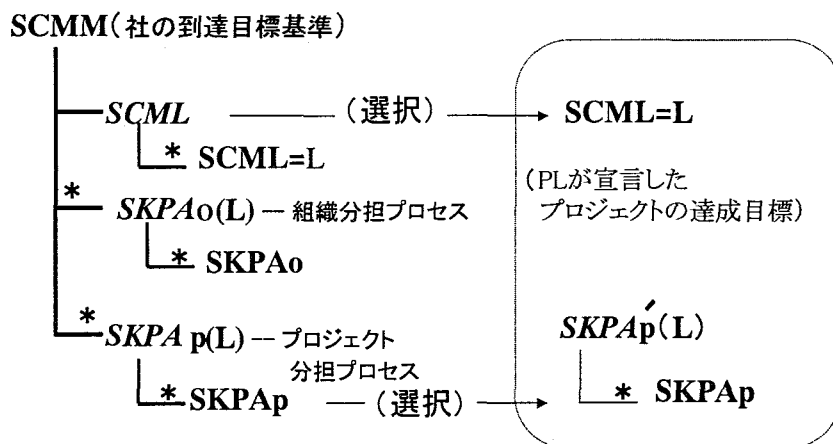 SCMM(社の到達目標基準)
SCML —(選択)→ SCML=L
* SCML=L
(PLが宣言した
プロジェクトの達成目標)
* SKPAo(L) — 組織分担プロセス
* SKPAo
* SKPAp(L) — プロジェクト
分担プロセス
SKPAp´(L)
* SKPAp —(選択)→ * SKPAp